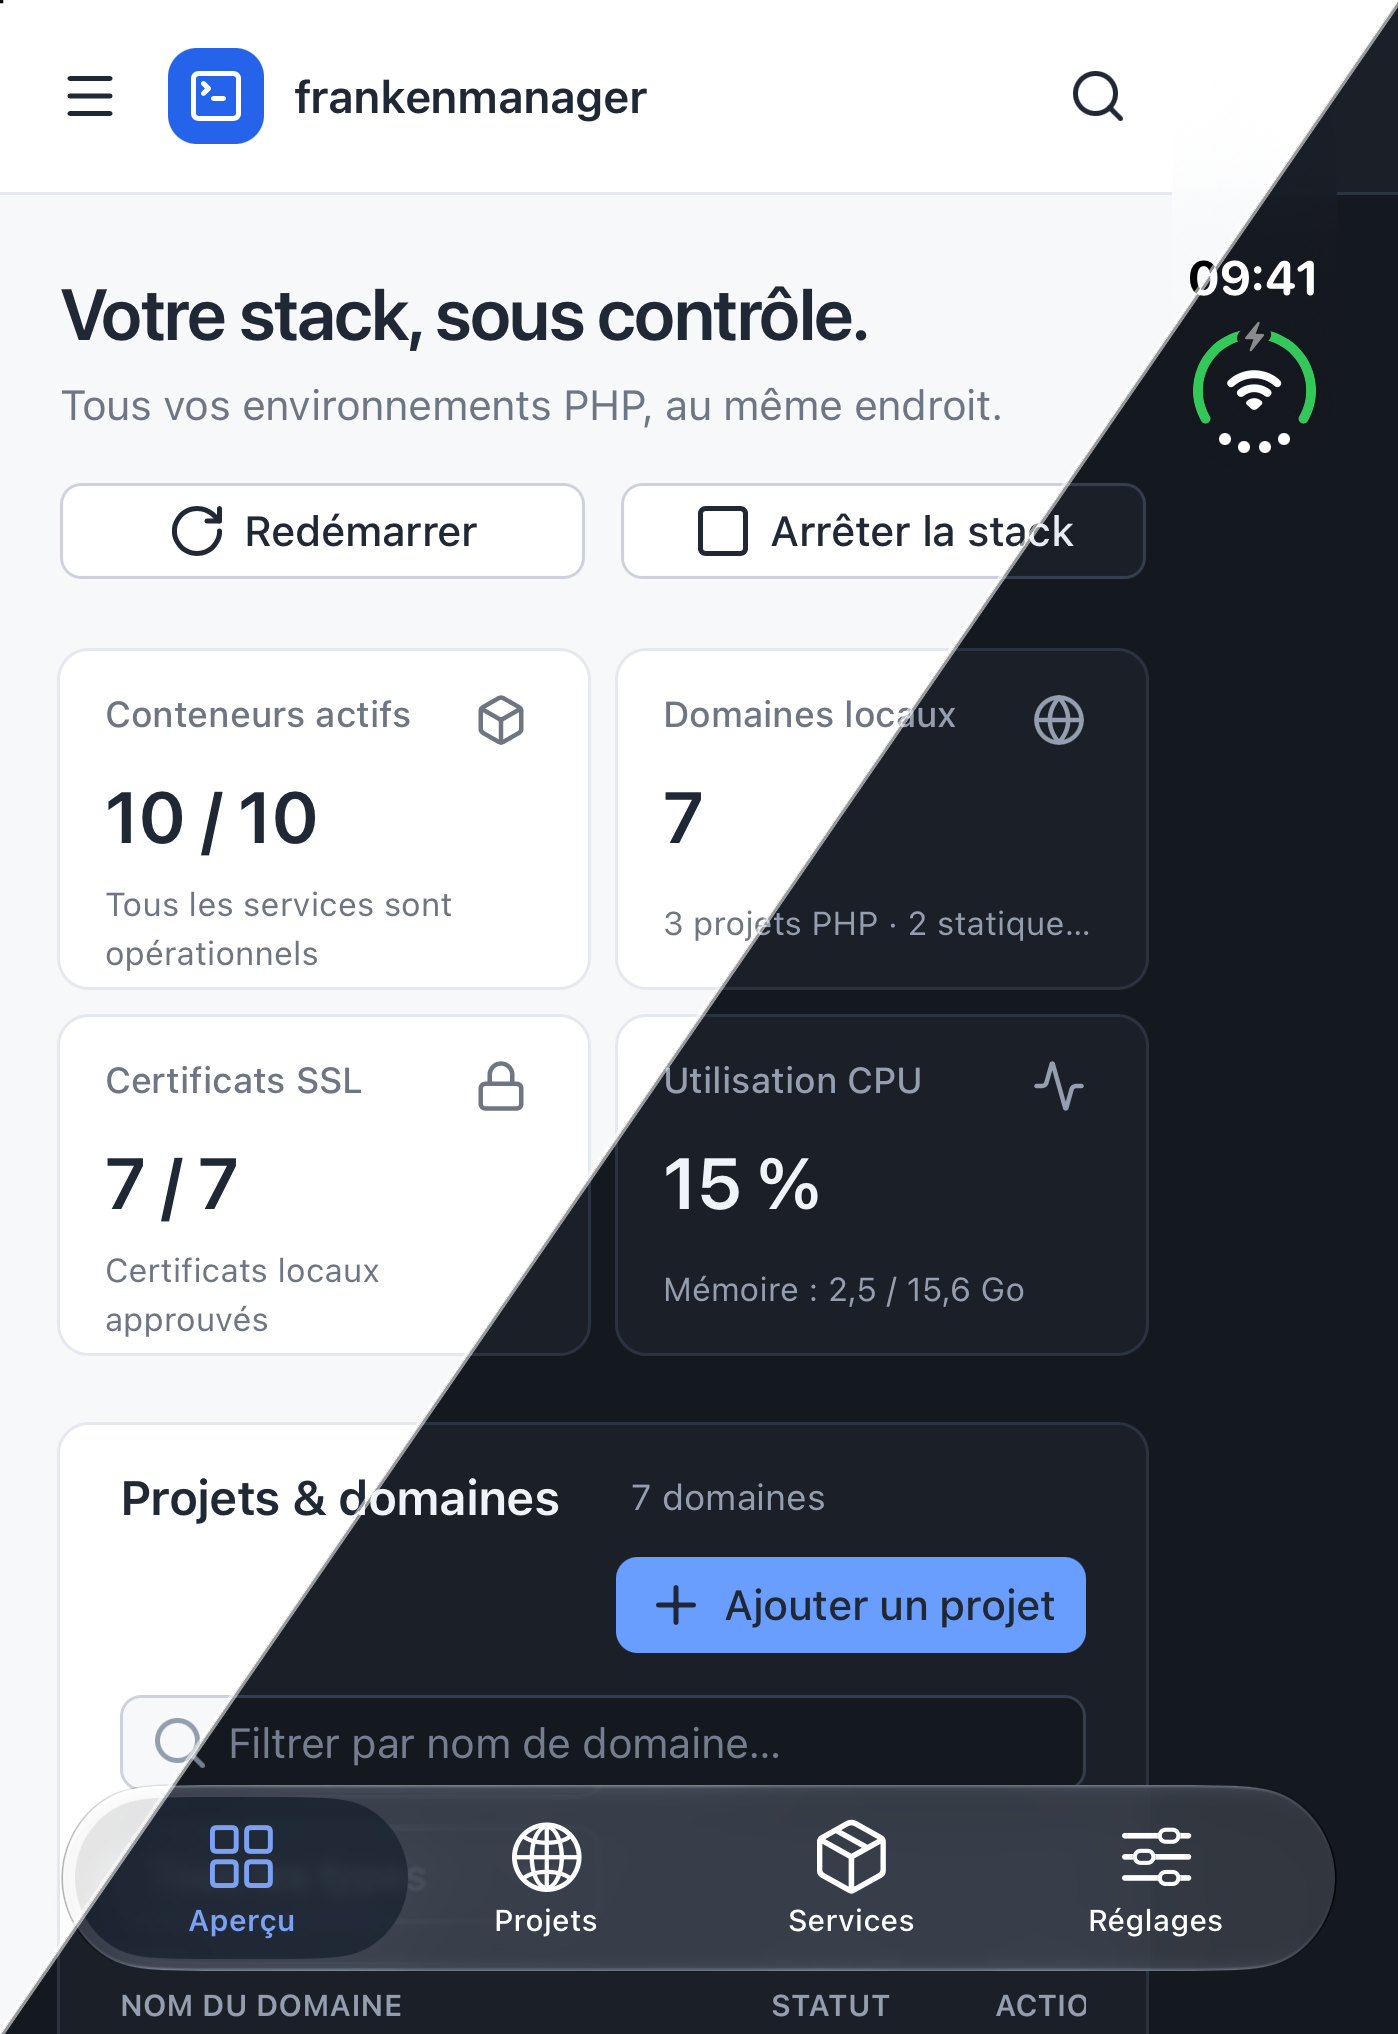 frankenmanager
09:41
Votre stack, sous contrôle.
Tous vos environnements PHP, au même endroit.
Redémarrer
Arrêter la stack
Conteneurs actifs
10 / 10
Tous les services sont
opérationnels
Domaines locaux
7
3 projets PHP · 2 statique...
Certificats SSL
7 / 7
Certificats locaux
approuvés
Utilisation CPU
15 %
Mémoire : 2,5 / 15,6 Go
Projets & domaines
7 domaines
Ajouter un projet
Filtrer par nom de domaine...
Aperçu
Projets
Services
Réglages
NOM DU DOMAINE
STATUT
ACTIO